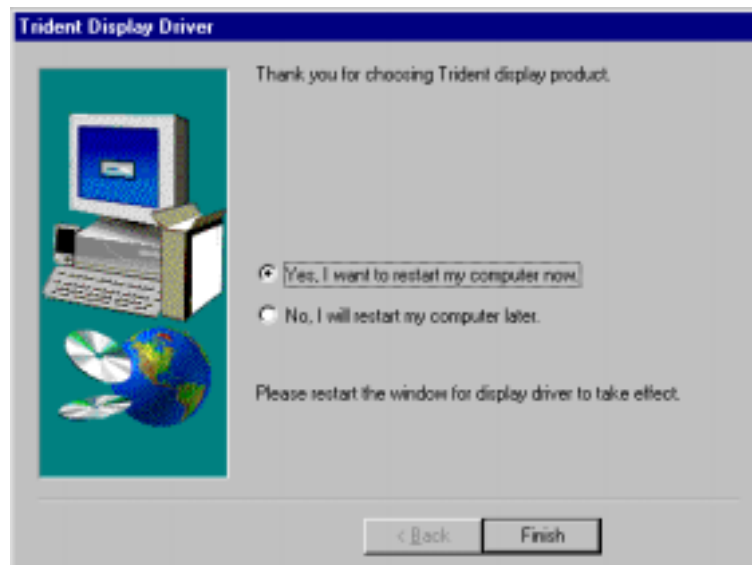 Trident Display Driver
Thank you for choosing Trident display product.
Yes, I want to restart my computer now.
No, I will restart my computer later.
Please restart the window for display driver to take effect.
< Back
Finish